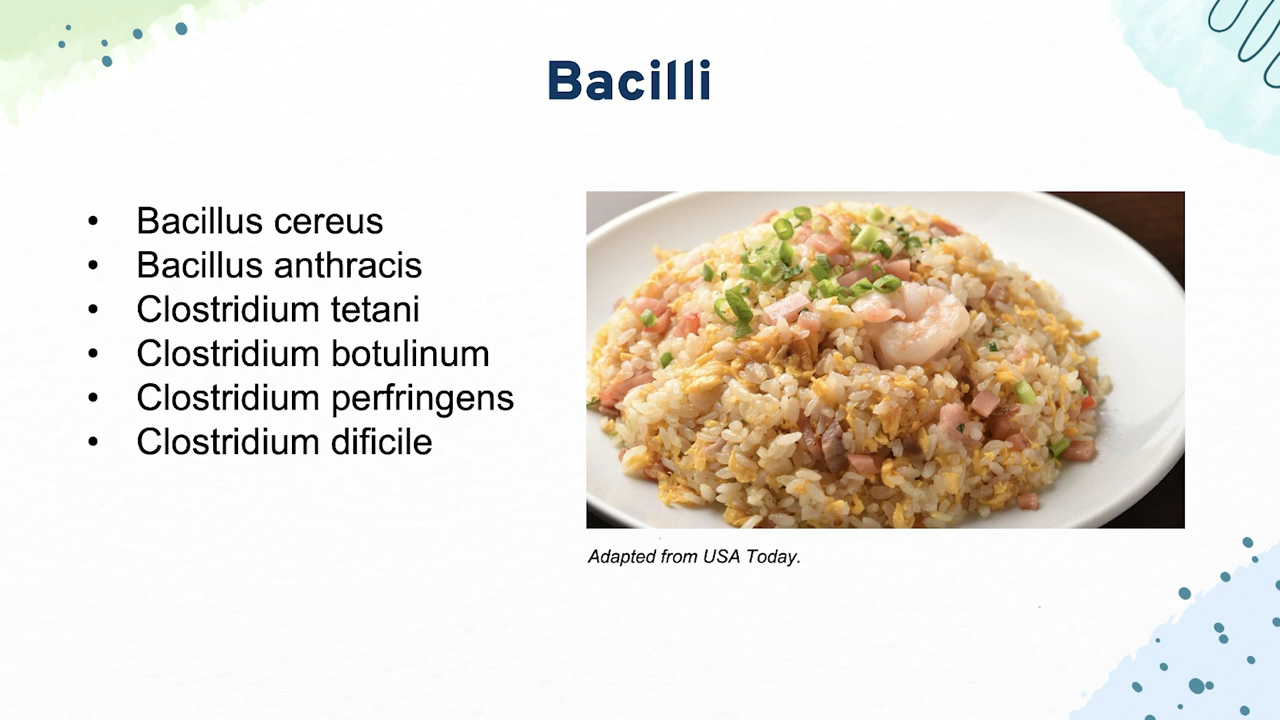 Bacilli
• Bacillus cereus
• Bacillus anthracis
• Clostridium tetani
• Clostridium botulinum
• Clostridium perfringens
• Clostridium dificile
Adapted from USA Today.